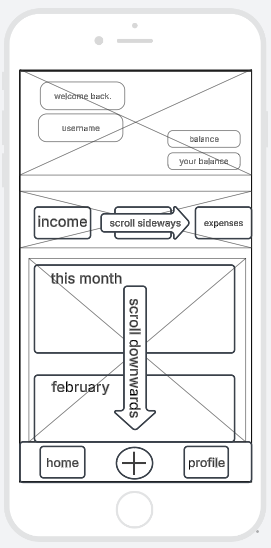 welcome back.
username
balance
your balance
income
scroll sideways
expenses
this month
scroll downwards
february
home
profile